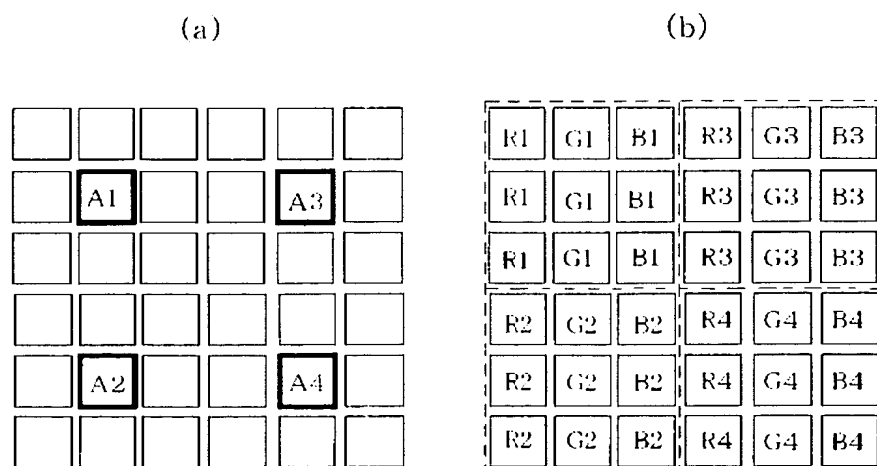 (a) (b)
R1 G1 B1 R3 G3 B3
A1 A3 R1 G1 B1 R3 G3 B3
R1 G1 B1 R3 G3 B3
R2 G2 B2 R4 G4 B4
A2 A4 R2 G2 B2 R4 G4 B4
R2 G2 B2 R4 G4 B4